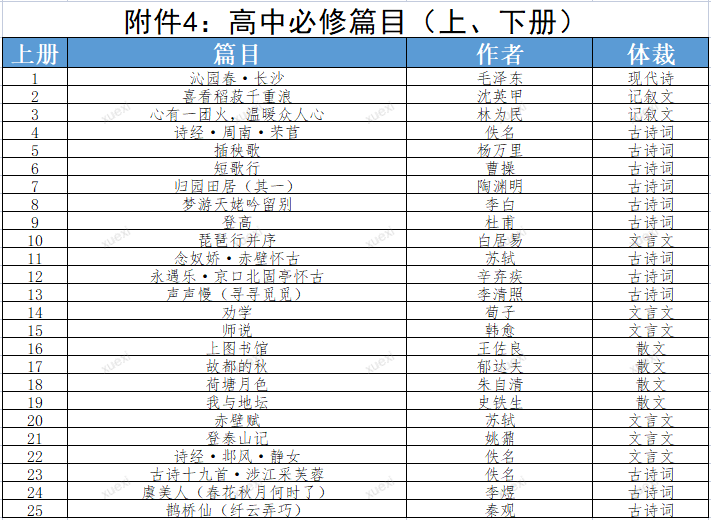 附件4：高中必修篇目（上、下册）
上册 篇目 作者 体裁
1 沁园春·长沙 毛泽东 现代诗
2 喜看稻菽千重浪 沈英甲 记叙文
3 心有一团火，温暖众人心 林为民 记叙文
4 诗经·周南·芣苢 佚名 古诗词
5 插秧歌 杨万里 古诗词
6 短歌行 曹操 古诗词
7 归园田居（其一） 陶渊明 古诗词
8 梦游天姥吟留别 李白 古诗词
9 登高 杜甫 古诗词
10 琵琶行并序 白居易 文言文
11 念奴娇·赤壁怀古 苏轼 古诗词
12 永遇乐·京口北固亭怀古 辛弃疾 古诗词
13 声声慢（寻寻觅觅） 李清照 古诗词
14 劝学 荀子 文言文
15 师说 韩愈 文言文
16 上图书馆 王佐良 散文
17 故都的秋 郁达夫 散文
18 荷塘月色 朱自清 散文
19 我与地坛 史铁生 散文
20 赤壁赋 苏轼 文言文
21 登泰山记 姚鼐 文言文
22 诗经·邶风·静女 佚名 文言文
23 古诗十九首·涉江采芙蓉 佚名 古诗词
24 虞美人（春花秋月何时了） 李煜 古诗词
25 鹊桥仙（纤云弄巧） 秦观 古诗词